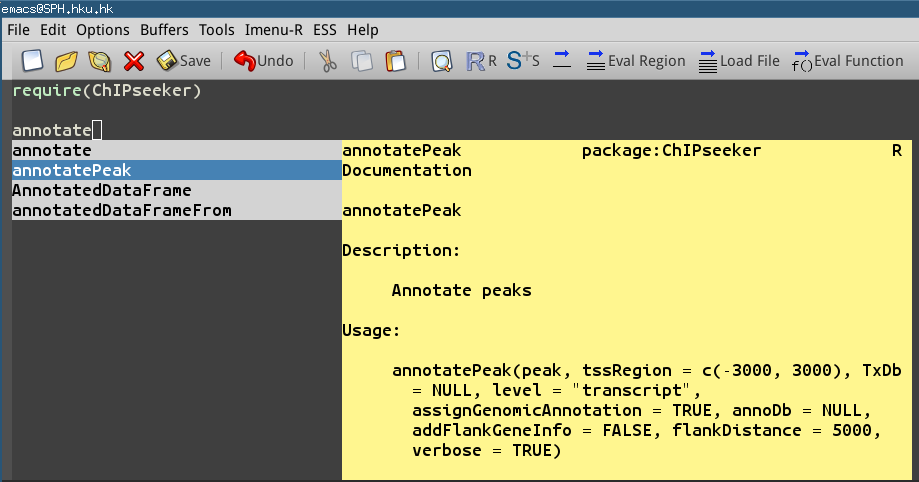 emacs@SPH.hku.hk
File Edit Options Buffers Tools Imenu-R ESS Help
Save Undo R R S S Eval Region Load File f() Eval Function
require(ChIPseeker)
annotate
annotate
annotatePeak
AnnotatedDataFrame
annotatedDataFrameFrom
annotatePeak package:ChIPseeker R
Documentation
annotatePeak
Description:
Annotate peaks
Usage:
annotatePeak(peak, tssRegion = c(-3000, 3000), TxDb
= NULL, level = "transcript",
assignGenomicAnnotation = TRUE, annoDb = NULL,
addFlankGeneInfo = FALSE, flankDistance = 5000,
verbose = TRUE)